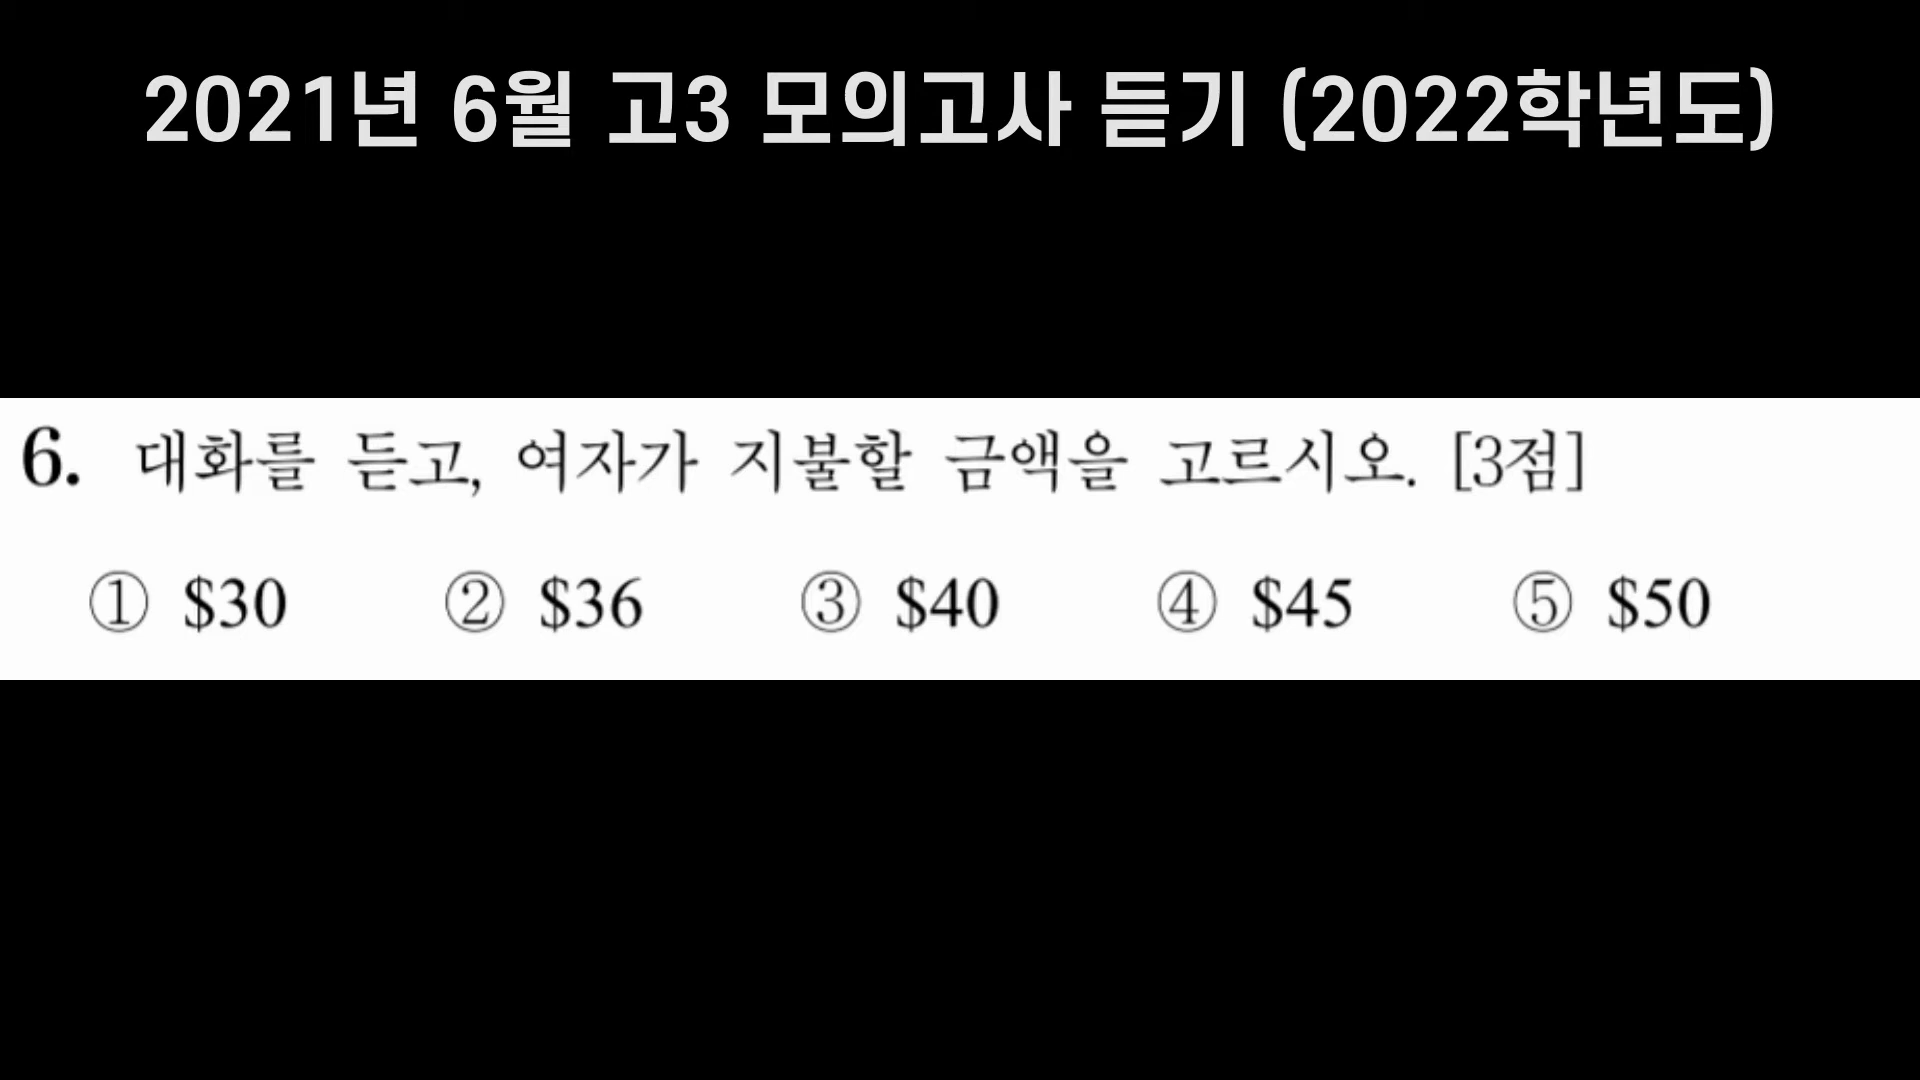 2021년 6월 고3 모의고사 듣기 (2022학년도)
6. 대화를 듣고, 여자가 지불할 금액을 고르시오. [3점]
① $30 ② $36 ③ $40 ④ $45 ⑤ $50